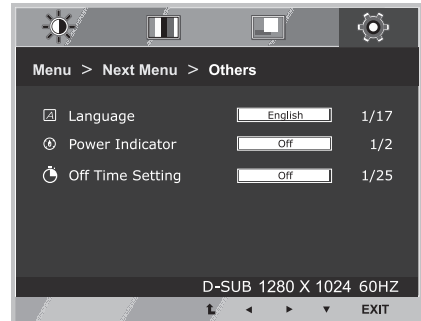 Menu > Next Menu > Others
Language English 1/17
Power Indicator Off 1/2
Off Time Setting Off 1/25
D-SUB 1280 X 1024 60HZ
EXIT